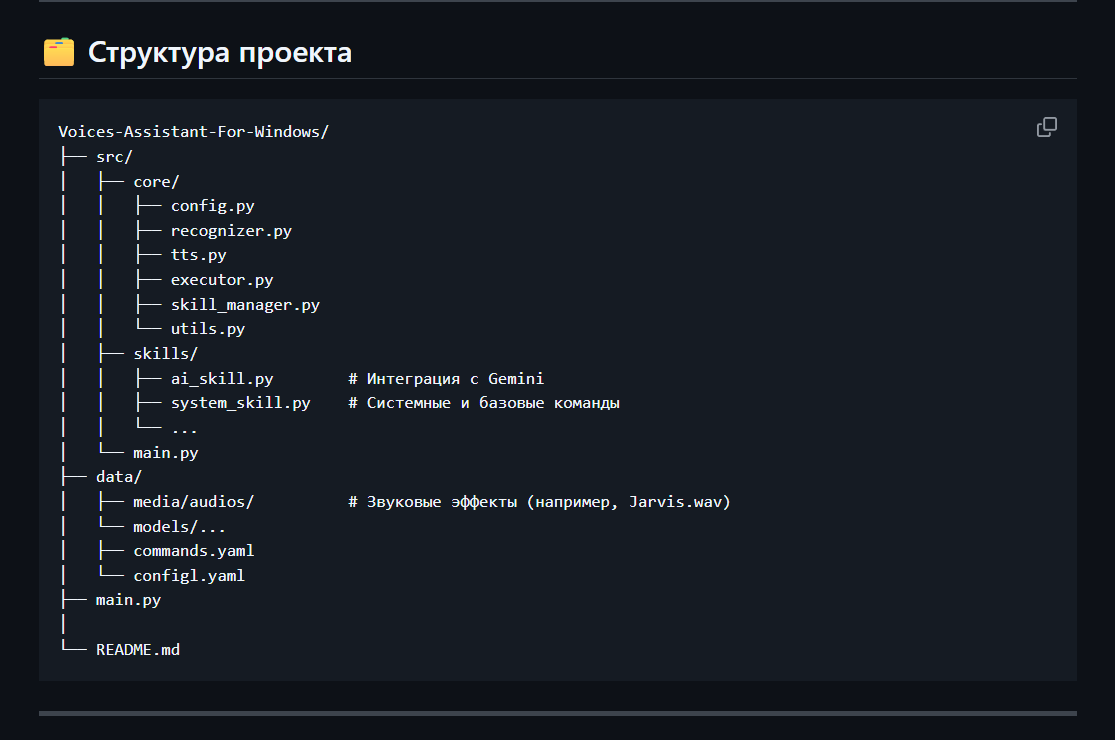 🗂️ Структура проекта
Voices-Assistant-For-Windows/
├── src/
│   ├── core/
│   │   ├── config.py
│   │   ├── recognizer.py
│   │   ├── tts.py
│   │   ├── executor.py
│   │   ├── skill_manager.py
│   │   └── utils.py
│   ├── skills/
│   │   ├── ai_skill.py        # Интеграция с Gemini
│   │   ├── system_skill.py    # Системные и базовые команды
│   │   └── ...
│   └── main.py
├── data/
│   ├── media/audios/          # Звуковые эффекты (например, Jarvis.wav)
│   └── models/...
│   ├── commands.yaml
│   └── configl.yaml
├── main.py
│
└── README.md